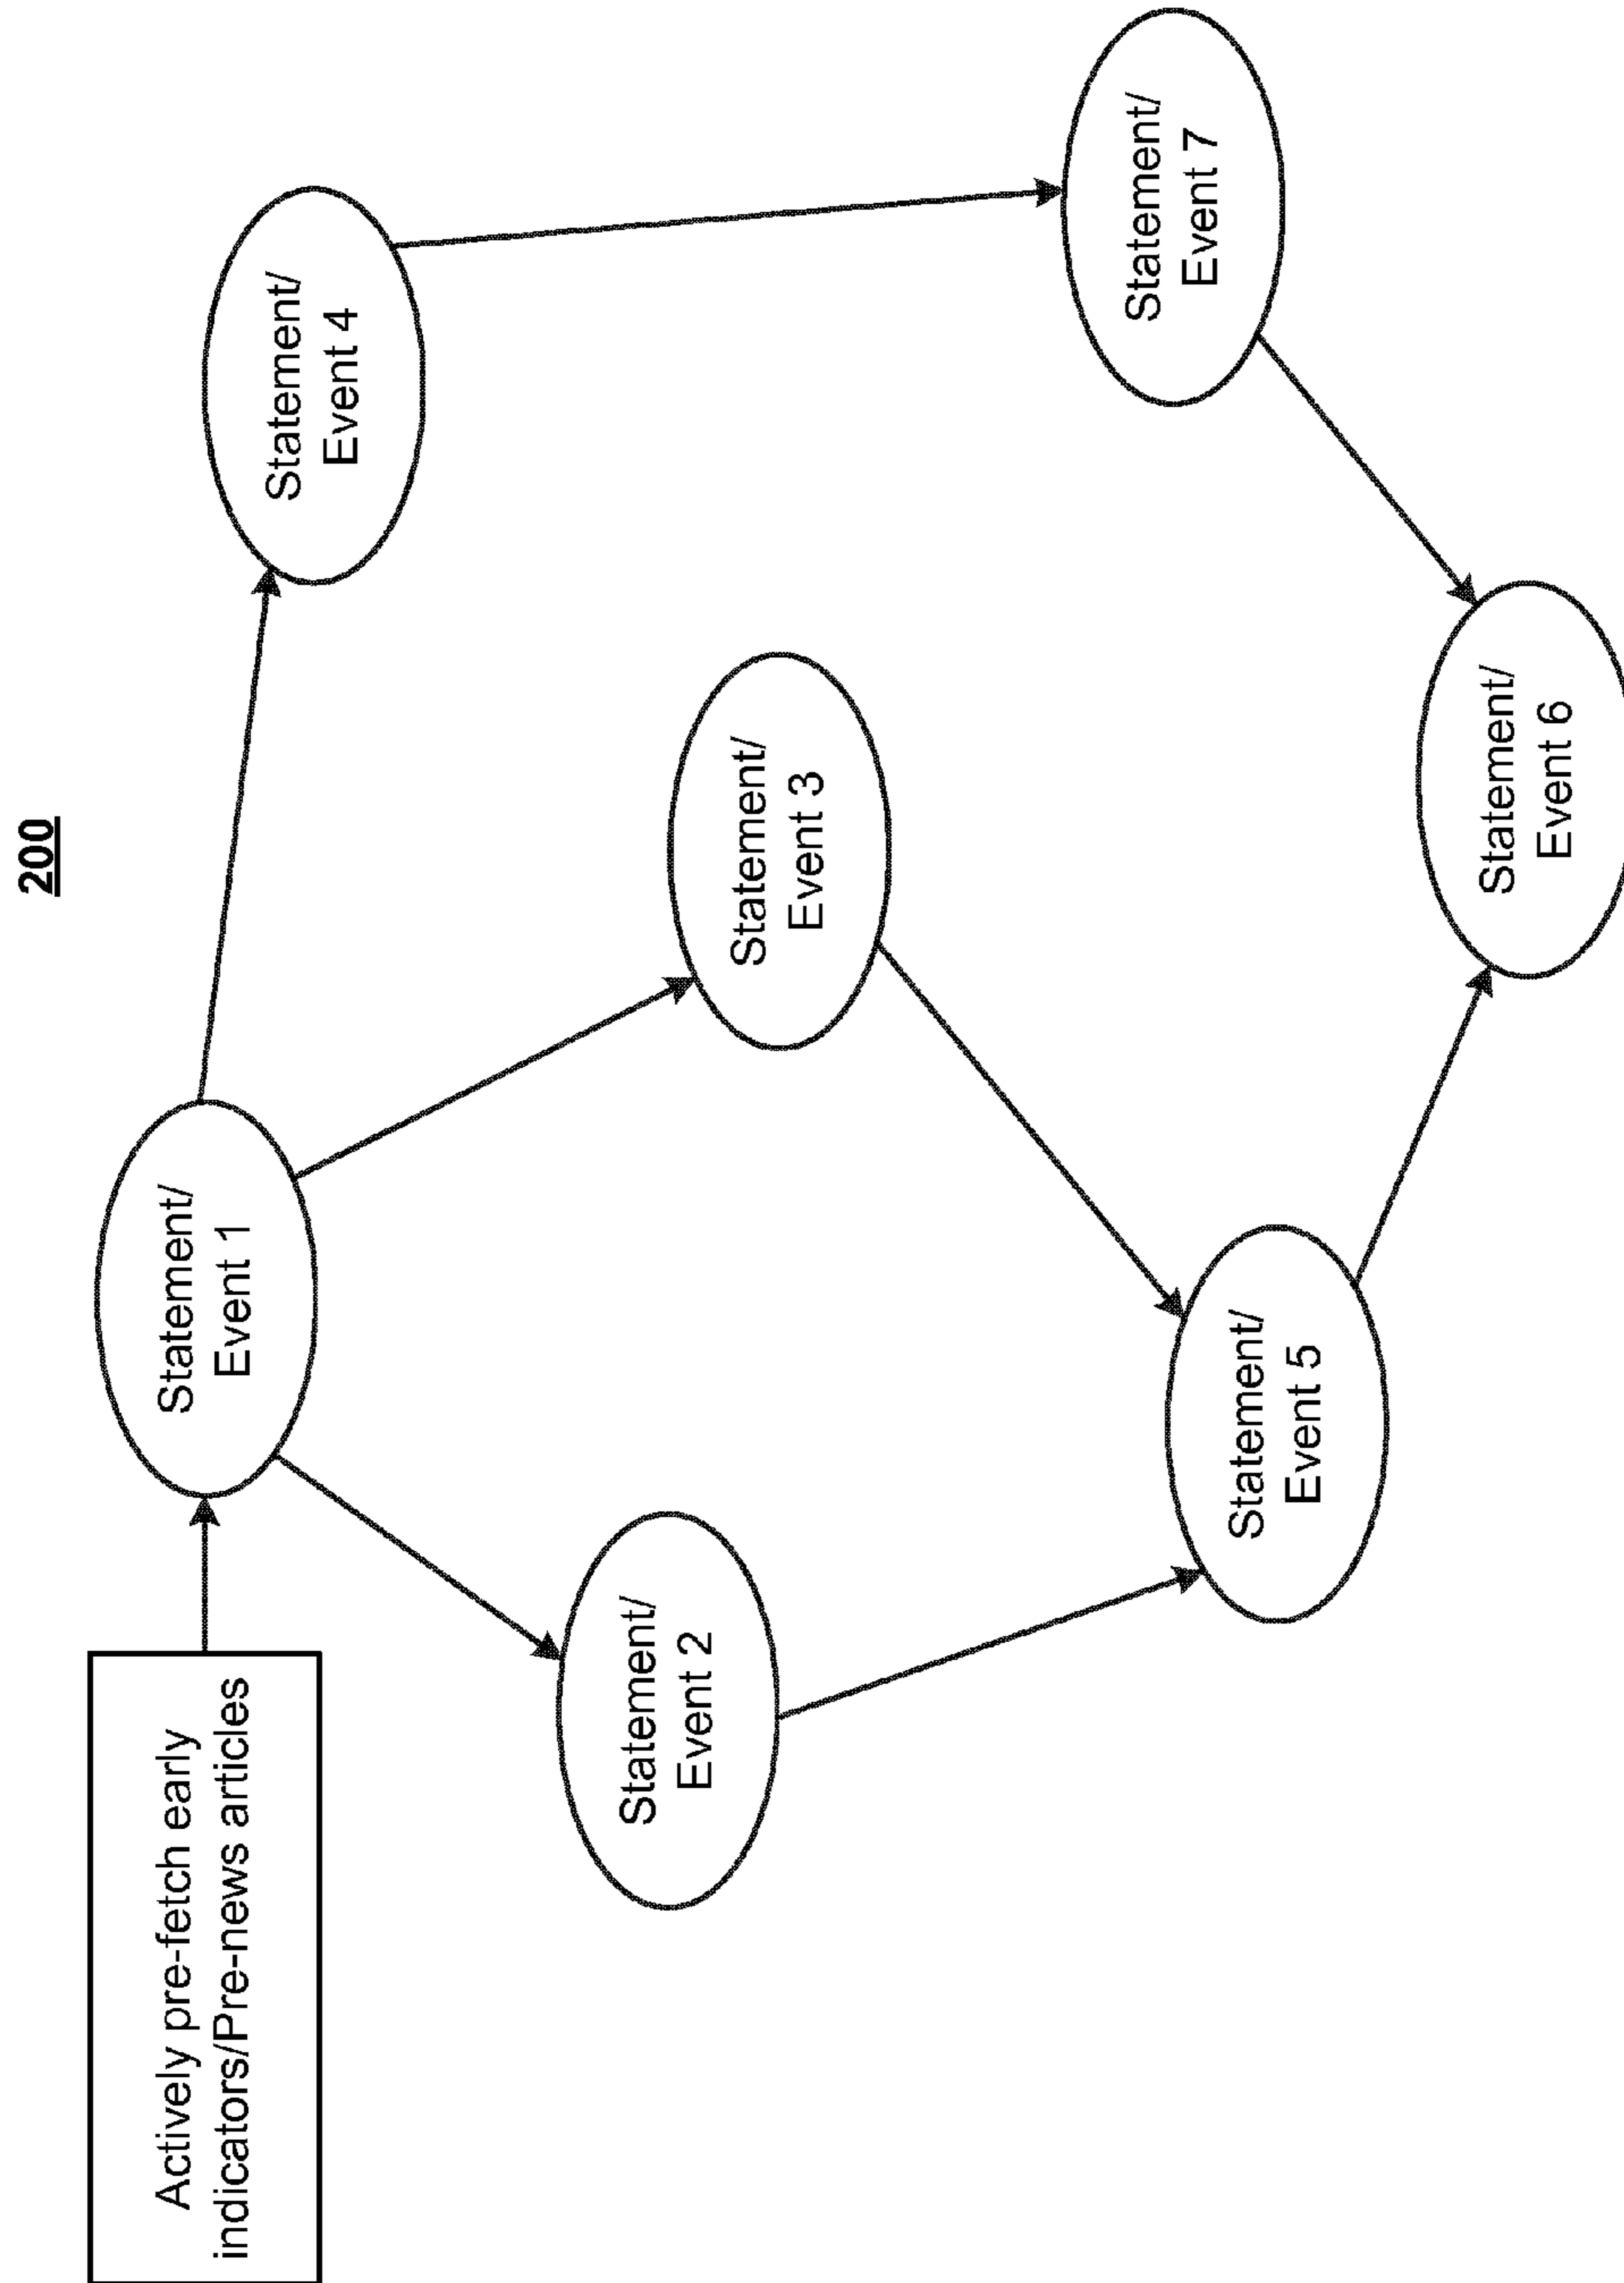 200
Actively pre-fetch early
indicators/Pre-news articles
Statement/
Event 1
Statement/
Event 4
Statement/
Event 2
Statement/
Event 3
Statement/
Event 5
Statement/
Event 7
Statement/
Event 6